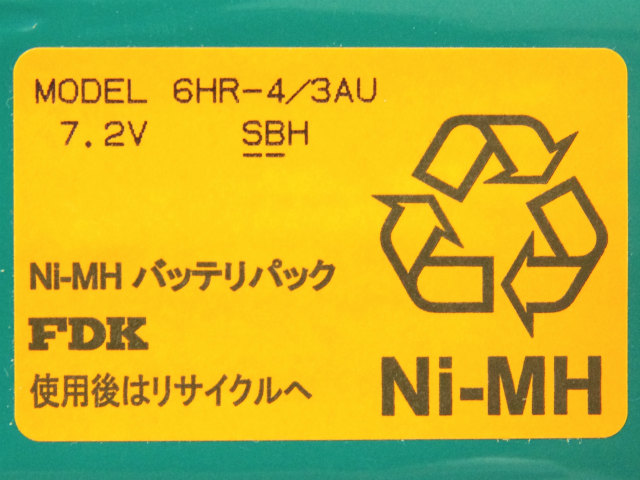 MODEL 6HR-4/3AU
7.2V SBH
Ni-MH バッテリパック
FDK
使用後はリサイクルへ
Ni-MH